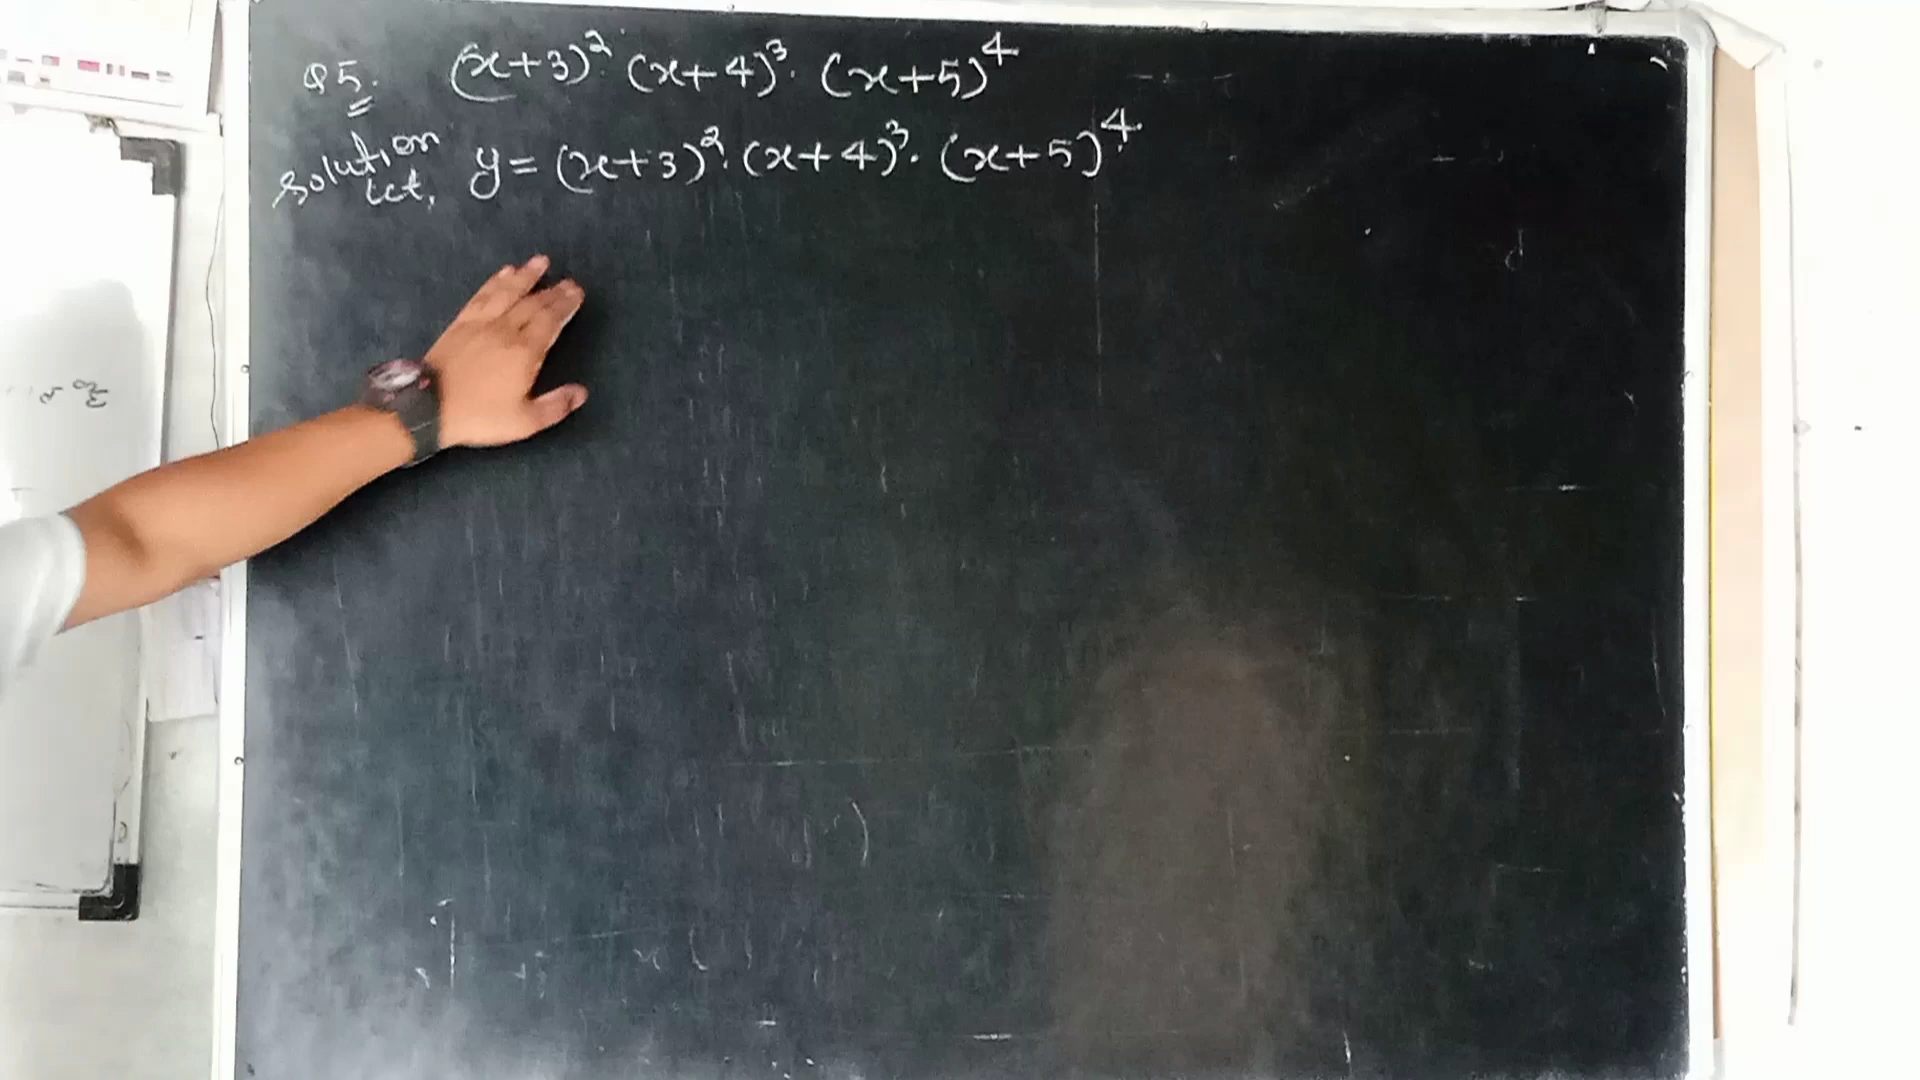 Q5. (x+3)² · (x+4)³ · (x+5)⁴
Solution
let, y = (x+3)² · (x+4)³ · (x+5)⁴